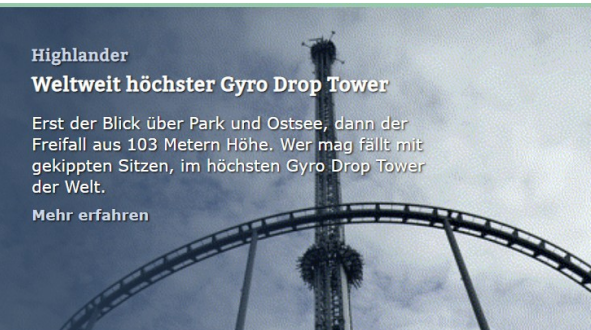 Highlander
Weltweit höchster Gyro Drop Tower
Erst der Blick über Park und Ostsee, dann der
Freifall aus 103 Metern Höhe. Wer mag fällt mit
gekippten Sitzen, im höchsten Gyro Drop Tower
der Welt.
Mehr erfahren